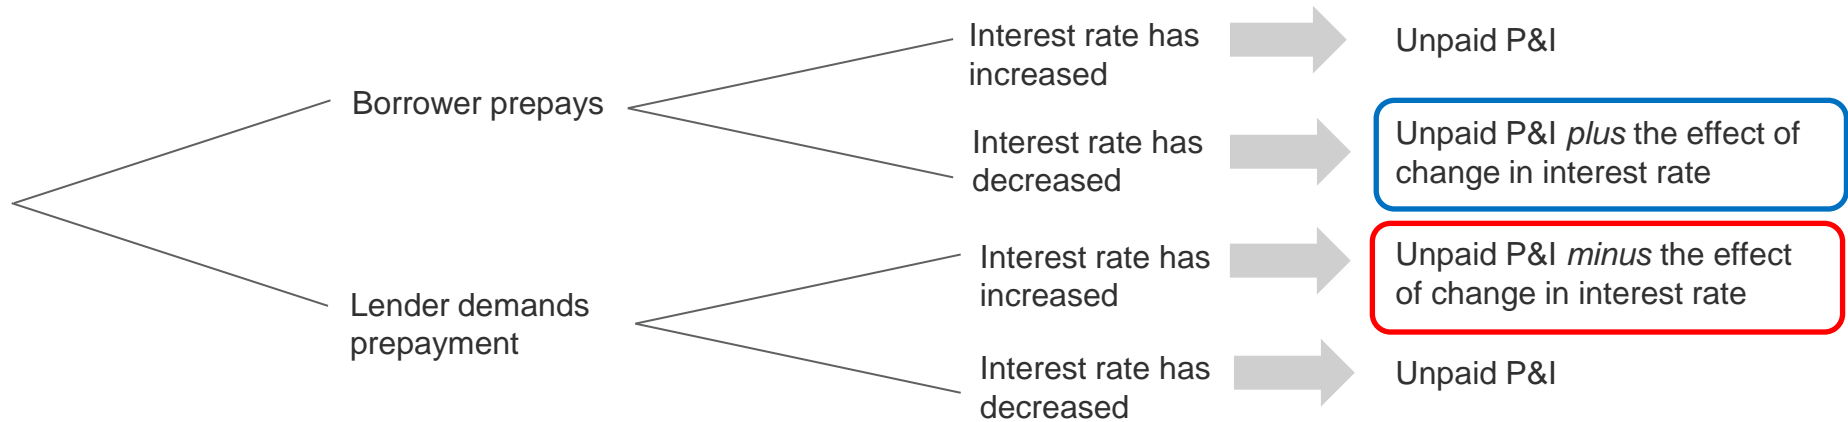 Interest rate has
increased
Unpaid P&I
Borrower prepays
Interest rate has
decreased
Unpaid P&I plus the effect of
change in interest rate
Lender demands
prepayment
Interest rate has
increased
Unpaid P&I minus the effect
of change in interest rate
Interest rate has
decreased
Unpaid P&I